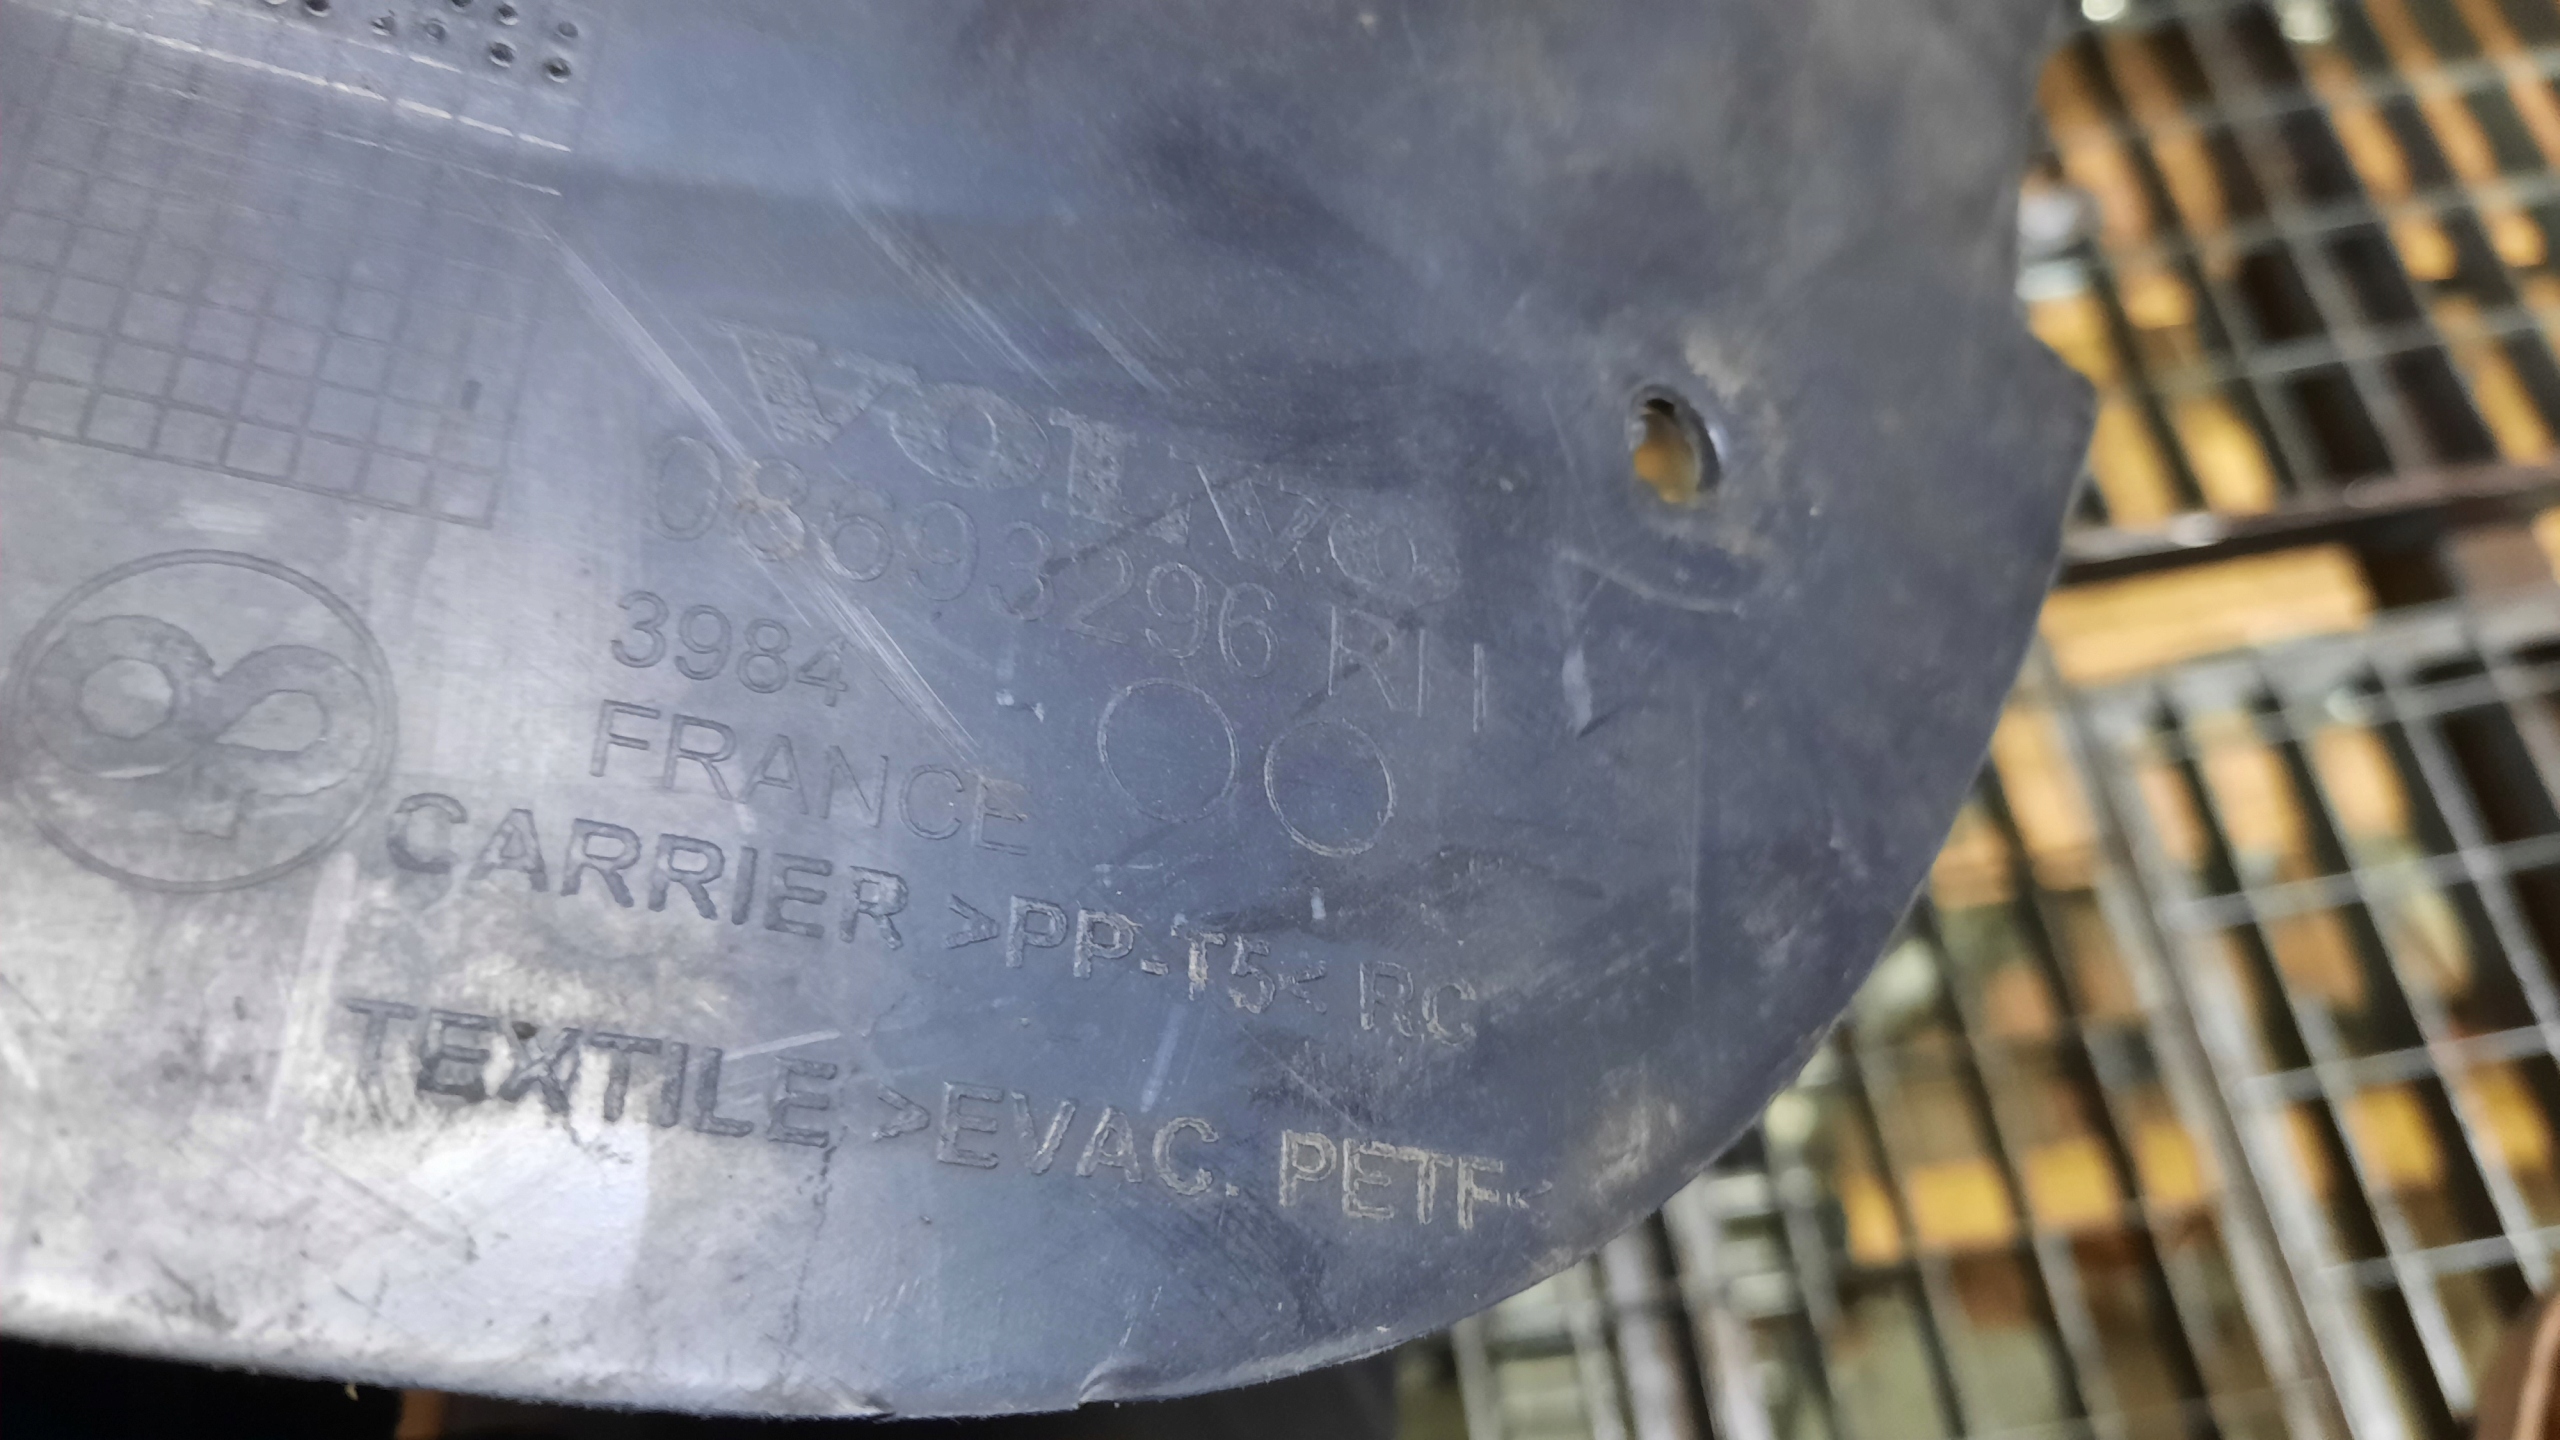 VOLVO
08693296 RH
3984
FRANCE
CARRIER >PP-T5< RC
TEXTILE >EVAC. PETF<